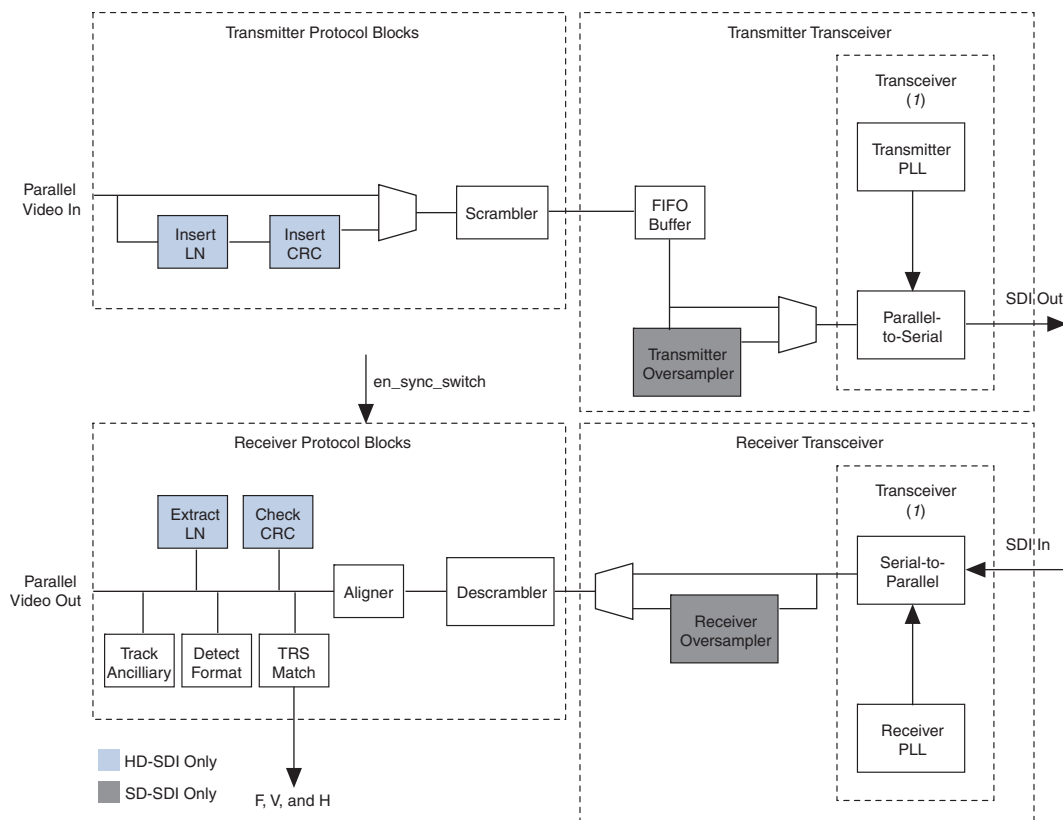 Transmitter Protocol Blocks
Transmitter Transceiver
Transceiver
(1)
Transmitter
PLL
Parallel
Video In
Insert
LN
Insert
CRC
Scrambler
FIFO
Buffer
Transmitter
Oversampler
Parallel-
to-Serial
SDI Out
en_sync_switch
Receiver Protocol Blocks
Receiver Transceiver
Transceiver
(1)
Extract
LN
Check
CRC
Parallel
Video Out
Aligner
Descrambler
Receiver
Oversampler
Serial-to-
Parallel
SDI In
Track
Ancilliary
Detect
Format
TRS
Match
Receiver
PLL
HD-SDI Only
SD-SDI Only
F, V, and H